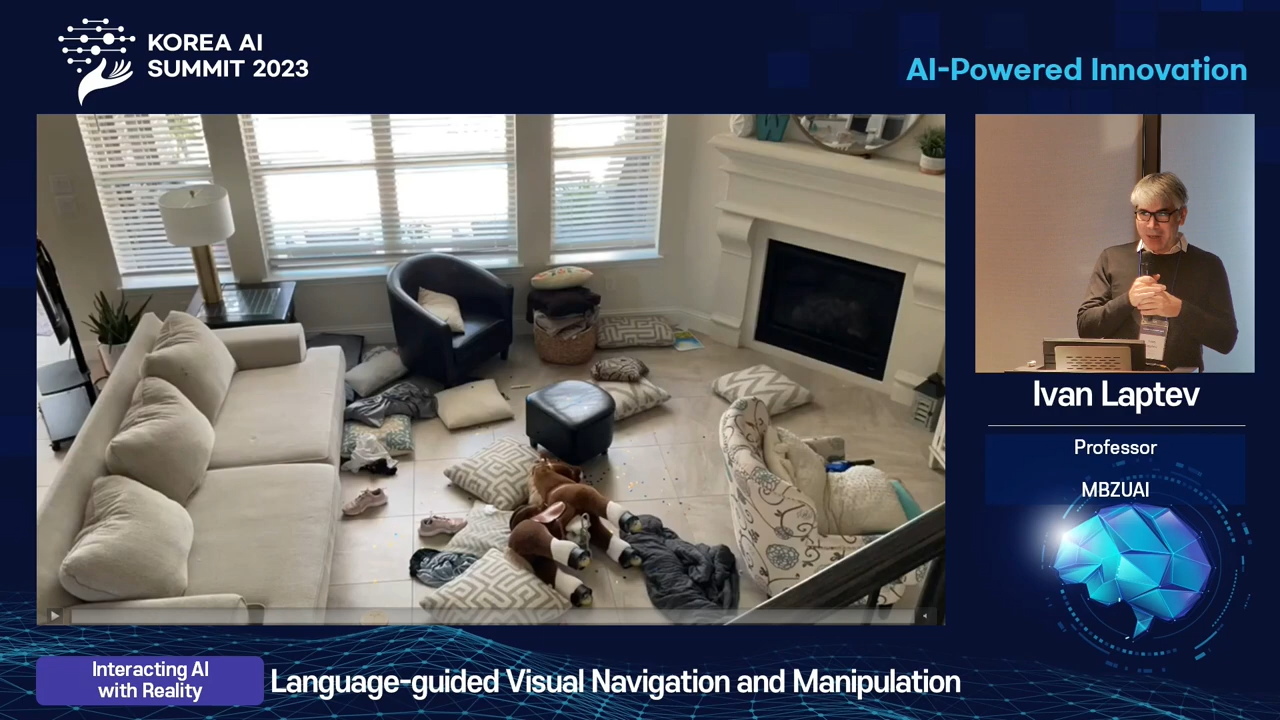 KOREA AI
SUMMIT 2023
AI-Powered Innovation
W
Ivan Laptev
Professor
MBZUAI
Interacting AI
with Reality
Language-guided Visual Navigation and Manipulation